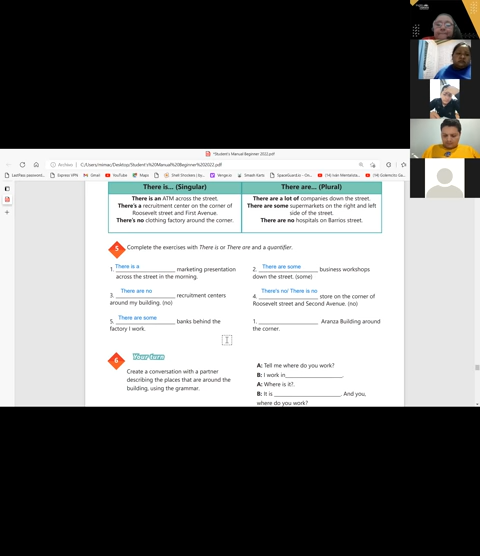 *Student's Manual Beginner 2022.pdf
Archivo | C:/Users/mimac/Desktop/Student's%20Manual%20Beginner%202022.pdf
LastPass password...
Express VPN
Gmail
YouTube
Maps
Shell Shockers | by...
Winge.io
Smash Karts
There is... (Singular)
There are... (Plural)
There is an ATM across the street.
There's a recruitment center on the corner of
Roosevelt street and First Avenue.
There's no clothing factory around the corner.
There are a lot of companies down the street.
There are some supermarkets on the right and left
side of the street.
There are no hospitals on Barrios street.
5 Complete the exercises with There is or There are and a quantifier.
1. There is a marketing presentation
across the street in the morning.
2. There are some business workshops
down the street. (some)
3. There are no recruitment centers
around my building. (no)
4. There's no/ There is no store on the corner of
Roosevelt street and Second Avenue. (no)
5. There are some banks behind the
factory I work.
1. ____________ Aranza Building around
the corner.
6 Your turn
Create a conversation with a partner
describing the places that are around the
building, using the grammar.
A: Tell me where do you work?
B: I work in____________.
A: Where is it?.
B: It is ____________. And you,
where do you work?